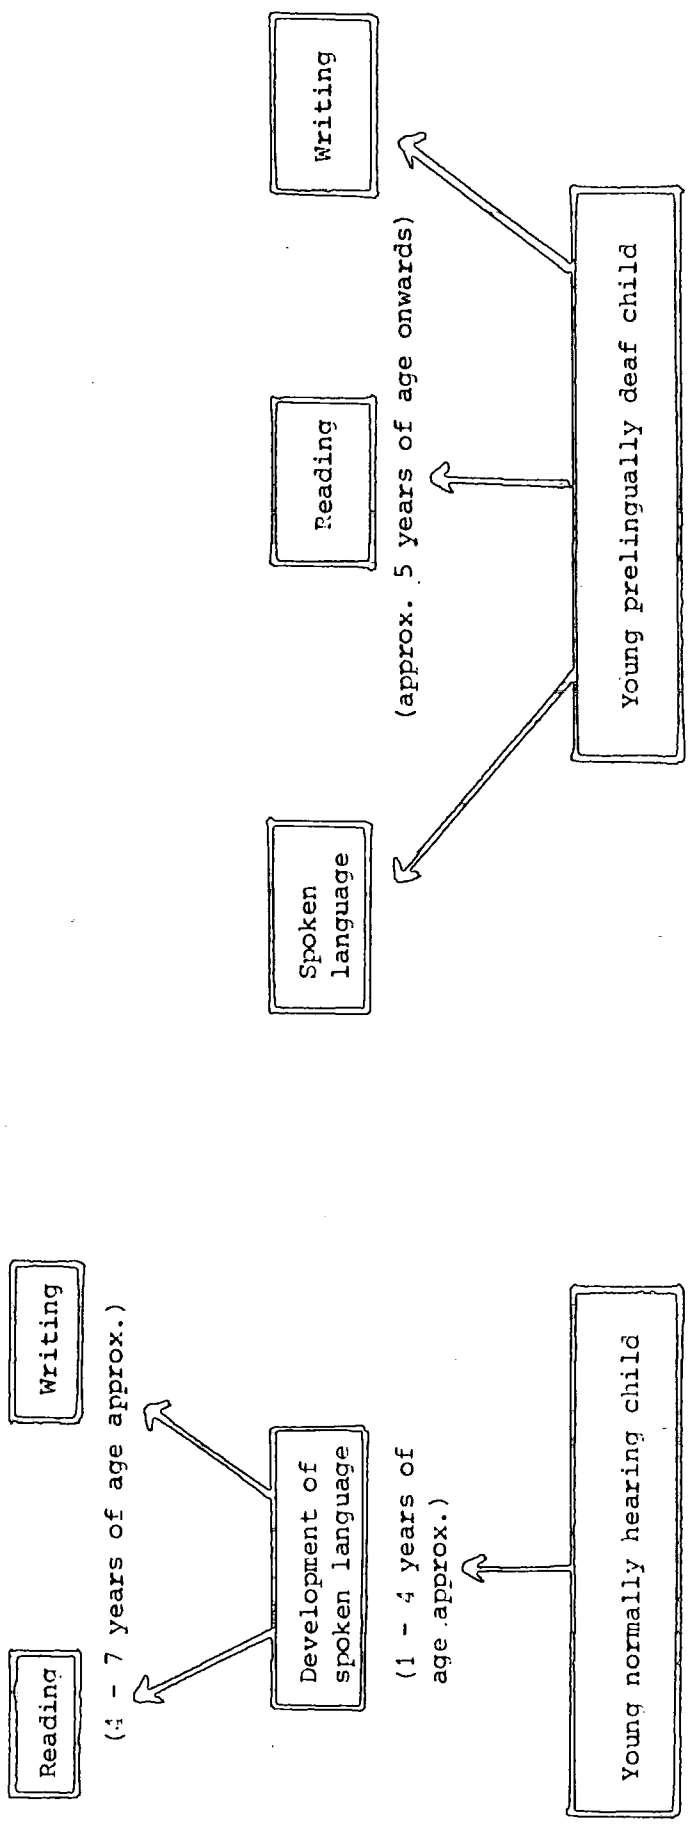 Reading
Writing
(4 - 7 years of age approx.)
Development of
spoken language
(1 - 4 years of
age approx.)
Young normally hearing child
Spoken
language
Reading
Writing
(approx. 5 years of age onwards)
Young prelingually deaf child